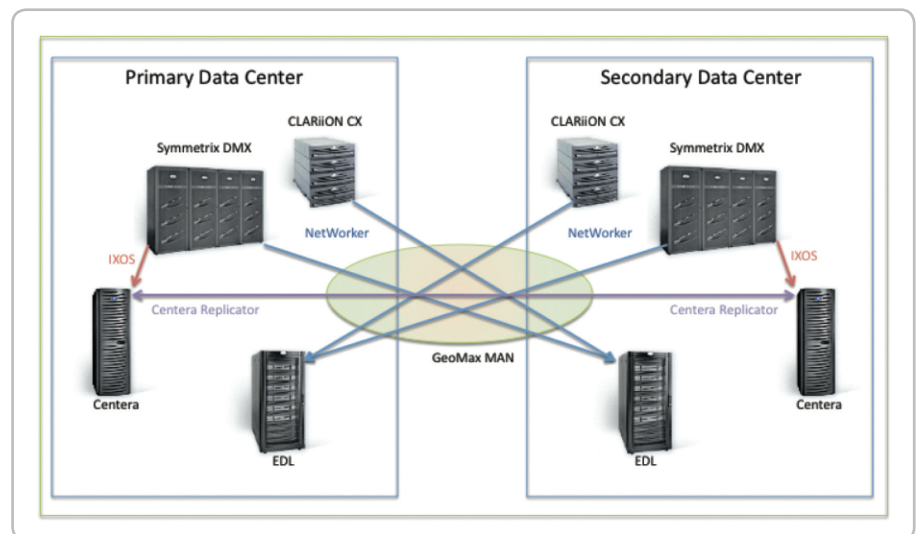 Primary Data Center
Secondary Data Center
CLARiiON CX
CLARiiON CX
Symmetrix DMX
Symmetrix DMX
NetWorker
NetWorker
IXOS
IXOS
Centera Replicator
Centera Replicator
GeoMax MAN
Centera
Centera
EDL
EDL